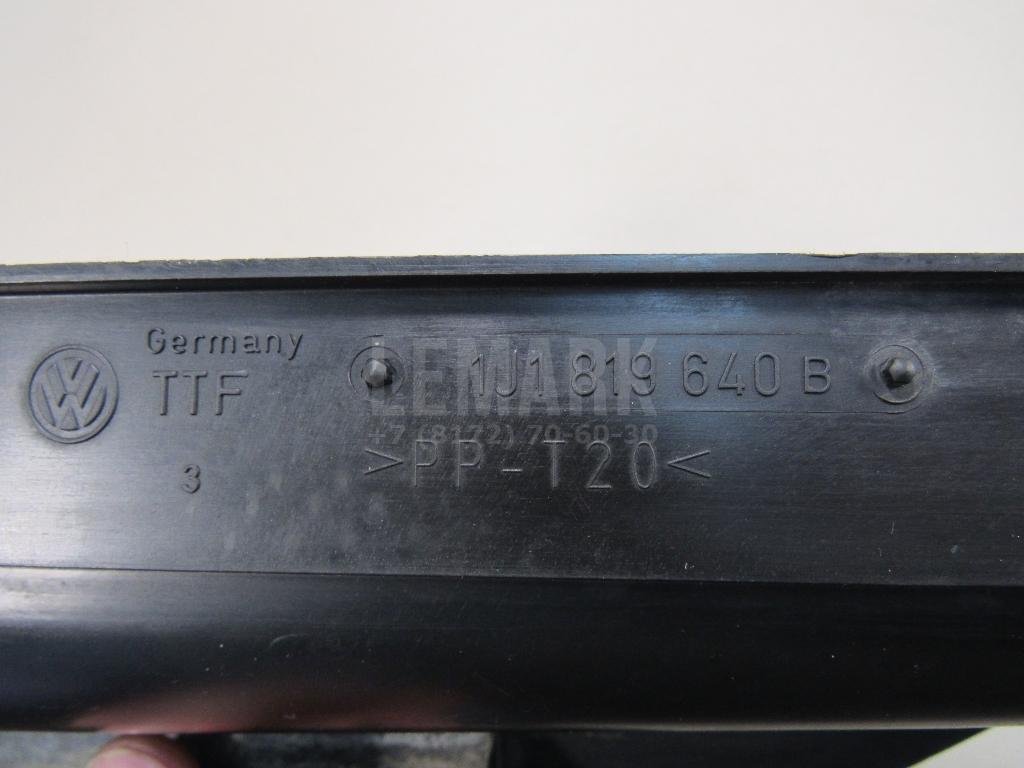 Germany
TTF
3
1J1 819 640 B
>PP-T20<
LEMARK
+7 (8172) 70-60-30